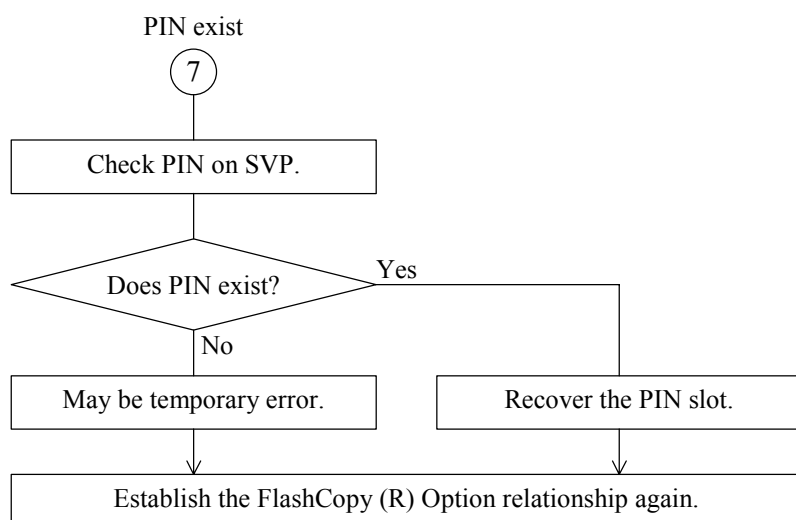 PIN exist
7
Check PIN on SVP.
Does PIN exist?
Yes
No
May be temporary error.
Recover the PIN slot.
Establish the FlashCopy (R) Option relationship again.